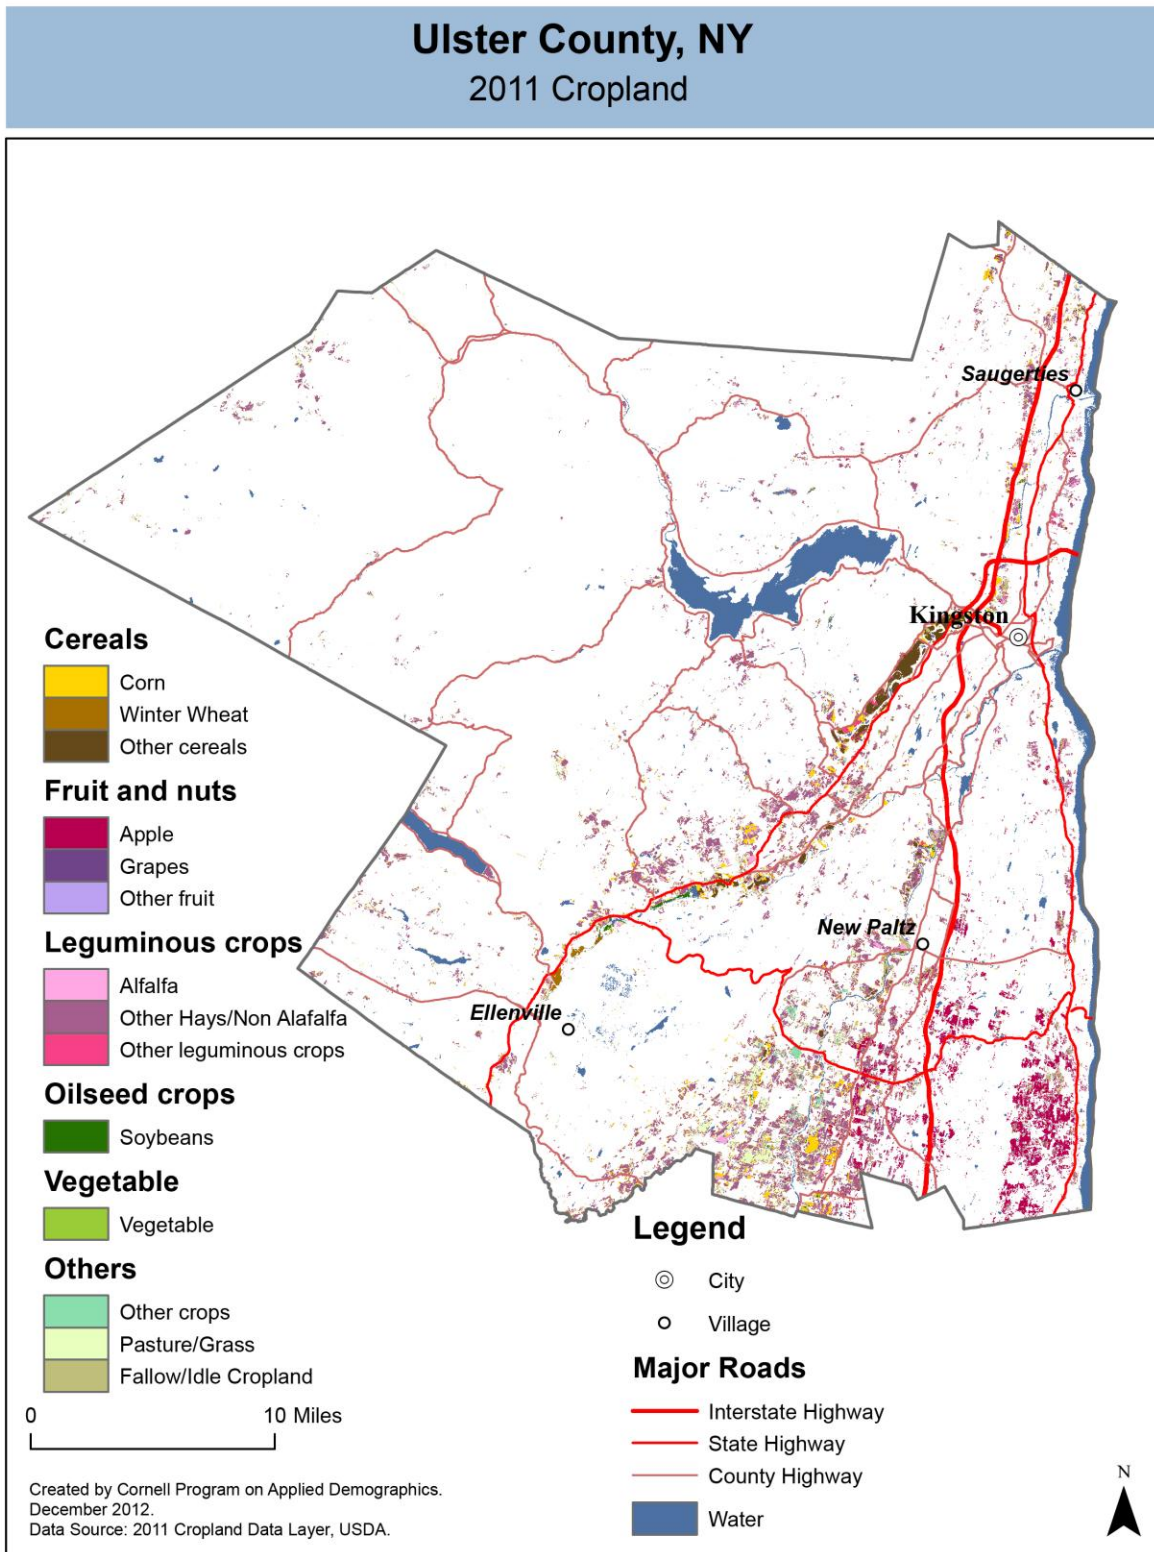 Ulster County, NY
2011 Cropland
Saugerties
Kingston
New Paltz
Ellenville
Cereals
Corn
Winter Wheat
Other cereals
Fruit and nuts
Apple
Grapes
Other fruit
Leguminous crops
Alfalfa
Other Hays/Non Alafalfa
Other leguminous crops
Oilseed crops
Soybeans
Vegetable
Vegetable
Others
Other crops
Pasture/Grass
Fallow/Idle Cropland
0 10 Miles
Created by Cornell Program on Applied Demographics.
December 2012.
Data Source: 2011 Cropland Data Layer, USDA.
Legend
City
Village
Major Roads
Interstate Highway
State Highway
County Highway
Water
N